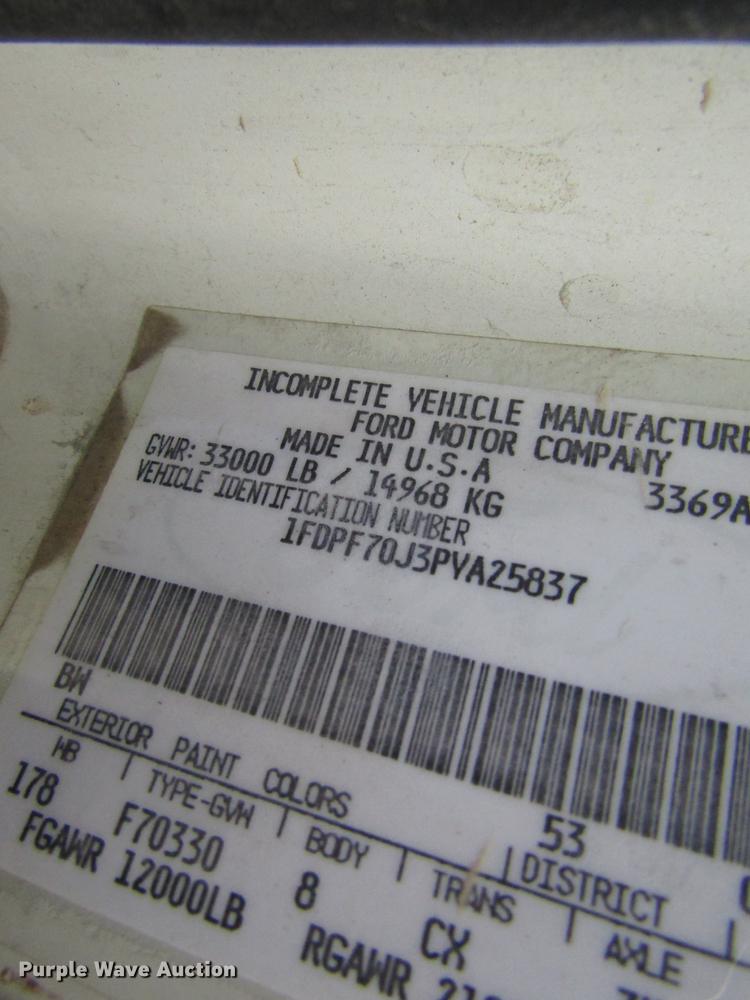 INCOMPLETE VEHICLE MANUFACTURE
FORD MOTOR COMPANY
MADE IN U.S.A
GVWR: 33000 LB / 14968 KG 3369A
VEHICLE IDENTIFICATION NUMBER
1FDPF70J3PVA25837
BW
EXTERIOR PAINT COLORS 53
WB TYPE-GVW BODY TRANS DISTRICT AXLE
178 F70330 8 CX
FGAWR 12000LB RGAWR 210
Purple Wave Auction